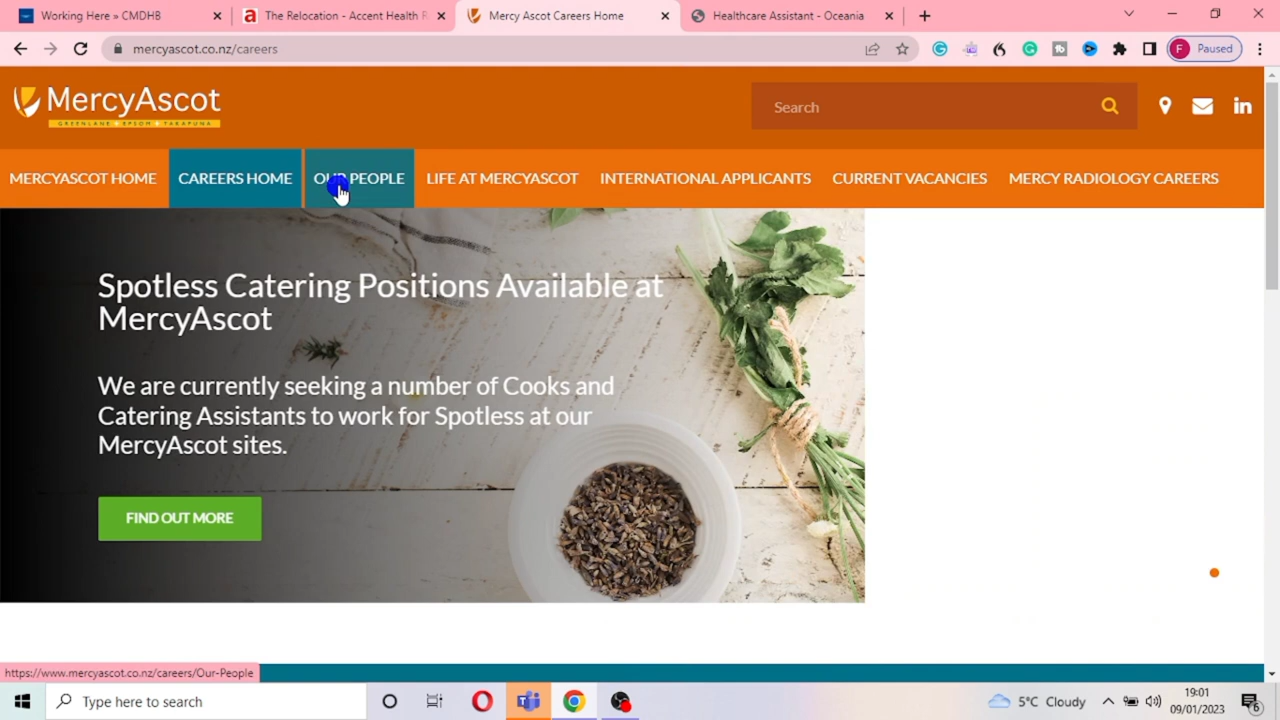 Working Here » CMDHB
The Relocation - Accent Health R
Mercy Ascot Careers Home
Healthcare Assistant - Oceania
mercyascot.co.nz/careers
F Paused
MercyAscot
GREENLANE • EPSOM • TAKAPUNA
Search
MERCYASCOT HOME
CAREERS HOME
OUR PEOPLE
LIFE AT MERCYASCOT
INTERNATIONAL APPLICANTS
CURRENT VACANCIES
MERCY RADIOLOGY CAREERS
Spotless Catering Positions Available at
MercyAscot
We are currently seeking a number of Cooks and
Catering Assistants to work for Spotless at our
MercyAscot sites.
FIND OUT MORE
https://www.mercyascot.co.nz/careers/Our-People
Type here to search
5°C Cloudy
19:01
09/01/2023
6